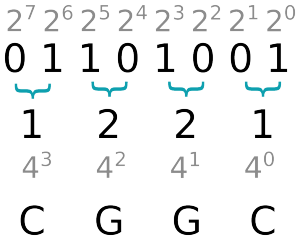 2⁷ 2⁶ 2⁵ 2⁴ 2³ 2² 2¹ 2⁰
0 1 1 0 1 0 0 1
1 2 2 1
4³ 4² 4¹ 4⁰
C G G C